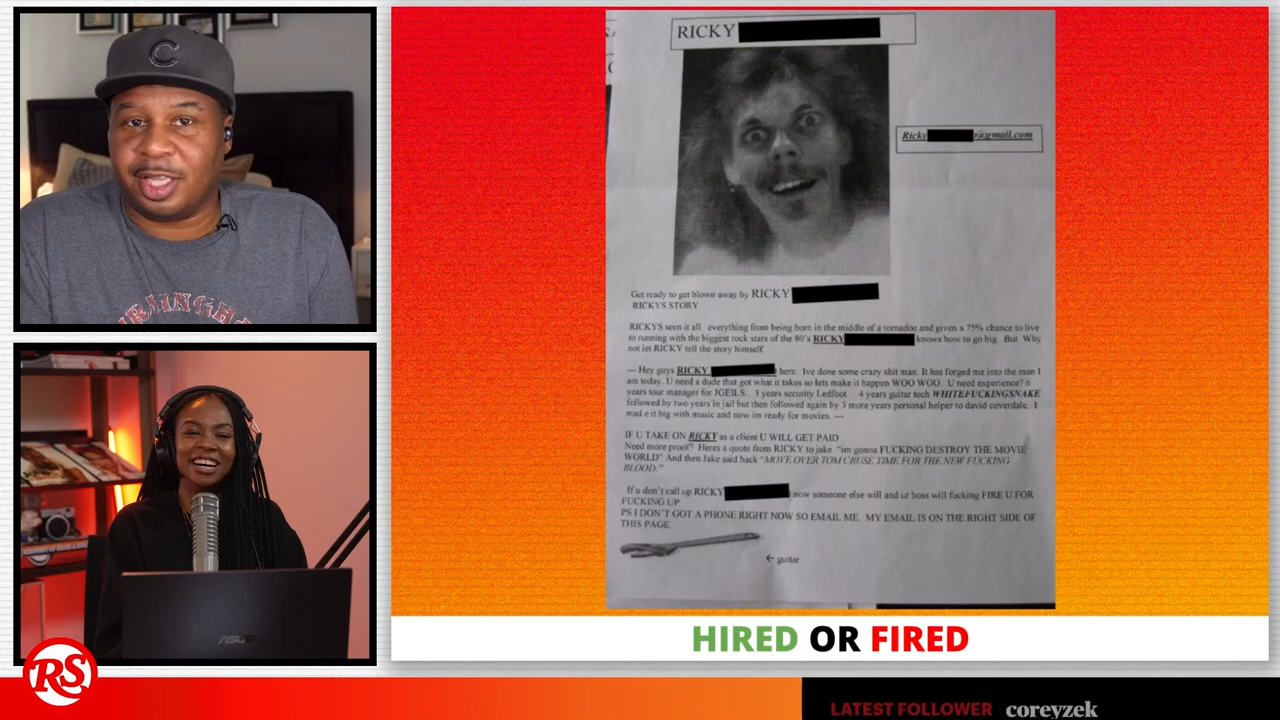 C
RMINGHA
RICKY
Ricky r@gmail.com
Get ready to get blown away by RICKY
RICKYS STORY
RICKYS seen it all everything from being born in the middle of a tornadoe and given a 75% chance to live
to running with the biggest rock stars of the 80's RICKY knows how to go big. But Why
not let RICKY tell the story himself.
— Hey guys RICKY here. Ive done some crazy shit man. It has forged me into the man I
am today. U need a dude that got what it takes so lets make it happen WOO WOO. U need experience? 6
years tour manager for JGEILS. 3 years security Ledfoot 4 years guitar tech WHITEFUCKINGSNAKE
followed by two years in jail but then followed again by 3 more years personal helper to david coverdale. I
mad e it big with music and now im ready for movies. —
IF U TAKE ON RICKY as a client U WILL GET PAID
Need more proof? Heres a quote from RICKY to jake "im gonna FUCKING DESTROY THE MOVIE
WORLD" And then Jake said back "MOVE OVER TOM CRUSE TIME FOR THE NEW FUCKING
BLOOD."
If u don't call up RICKY now someone else will and ur boss will fucking FIRE U FOR
FUCKING UP
PS I DON'T GOT A PHONE RIGHT NOW SO EMAIL ME. MY EMAIL IS ON THE RIGHT SIDE OF
THIS PAGE
← guitar
ASUS
HIRED OR FIRED
RS
LATEST FOLLOWER coreyzek